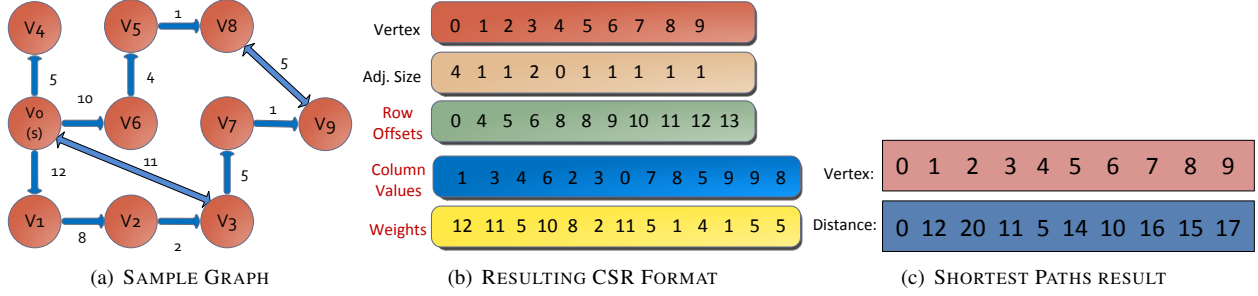 V4
V5
1
V8
5
4
5
V0
(s)
10
V6
V7
1
V9
12
11
5
V1
8
V2
2
V3
(a) SAMPLE GRAPH
Vertex
0 1 2 3 4 5 6 7 8 9
Adj. Size
4 1 1 2 0 1 1 1 1 1
Row
Offsets
0 4 5 6 8 8 9 10 11 12 13
Column
Values
1 3 4 6 2 3 0 7 8 5 9 9 8
Weights
12 11 5 10 8 2 11 5 1 4 1 5 5
(b) RESULTING CSR FORMAT
Vertex:
0 1 2 3 4 5 6 7 8 9
Distance:
0 12 20 11 5 14 10 16 15 17
(c) SHORTEST PATHS RESULT